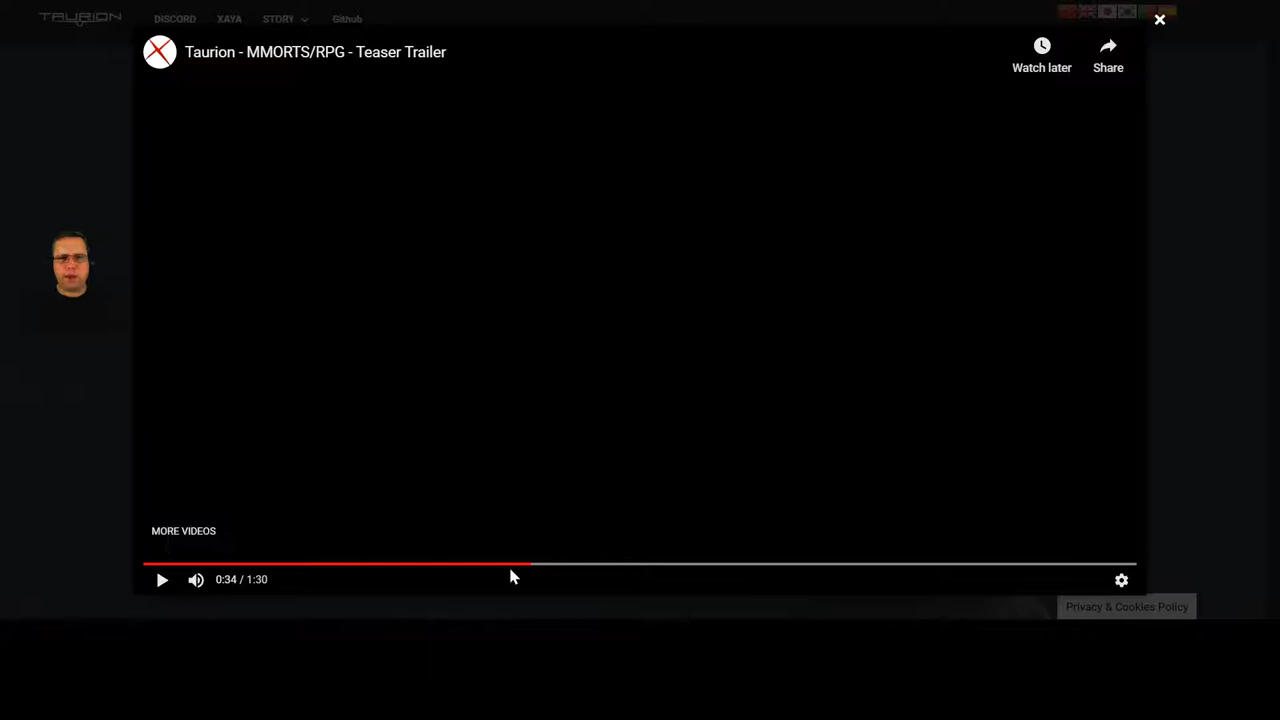 TAURION DISCORD XAYA STORY Github
Taurion - MMORTS/RPG - Teaser Trailer
Watch later Share
MORE VIDEOS
0:34 / 1:30
Privacy & Cookies Policy